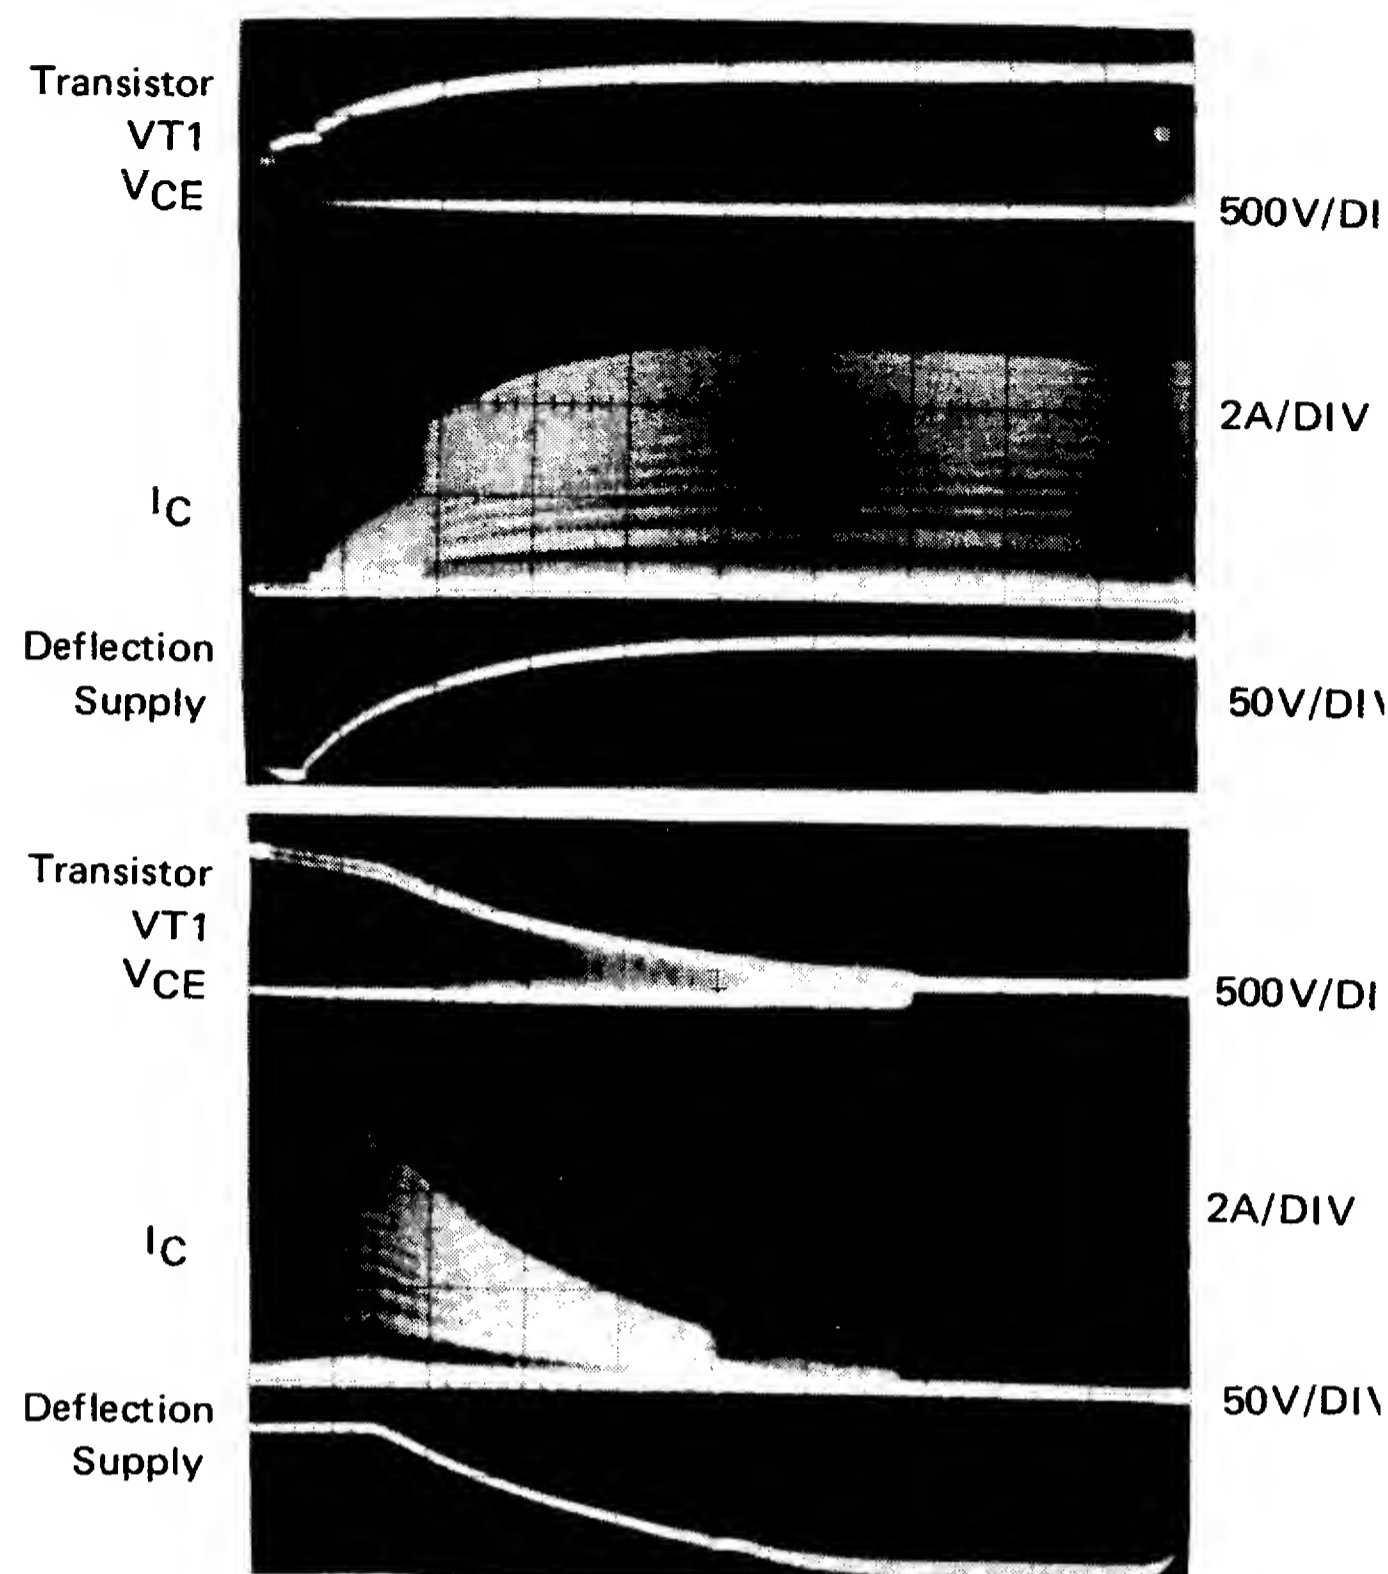 Transistor
VT1
VCE
500V/DI
2A/DIV
IC
Deflection
Supply
50V/DI\
Transistor
VT1
VCE
500V/DI
2A/DIV
IC
Deflection
Supply
50V/DI\